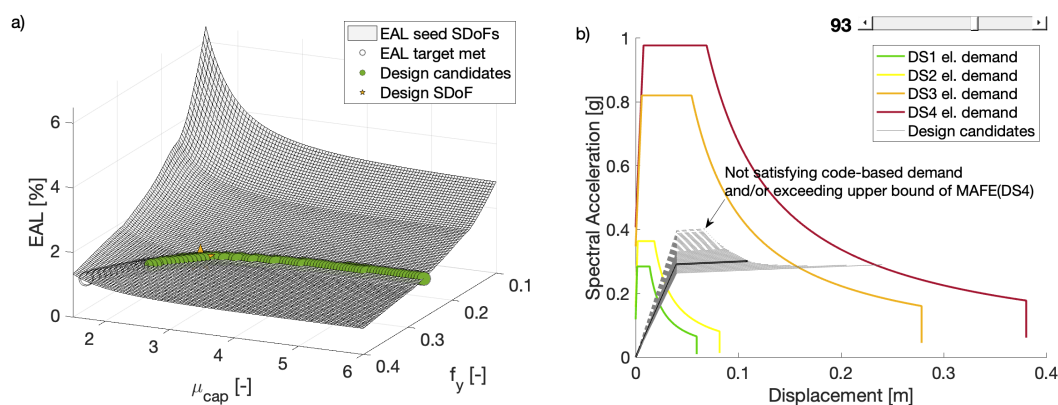 a)
EAL seed SDoFs
EAL target met
Design candidates
Design SDoF
6
4
2
0
EAL [%]
2
3
4
5
6
μcap [-]
0.4
0.3
0.2
0.1
fy [-]
b)
93
1
0.8
0.6
0.4
0.2
0
Spectral Acceleration [g]
DS1 el. demand
DS2 el. demand
DS3 el. demand
DS4 el. demand
Design candidates
Not satisfying code-based demand
and/or exceeding upper bound of MAFE(DS4)
0
0.1
0.2
0.3
0.4
Displacement [m]